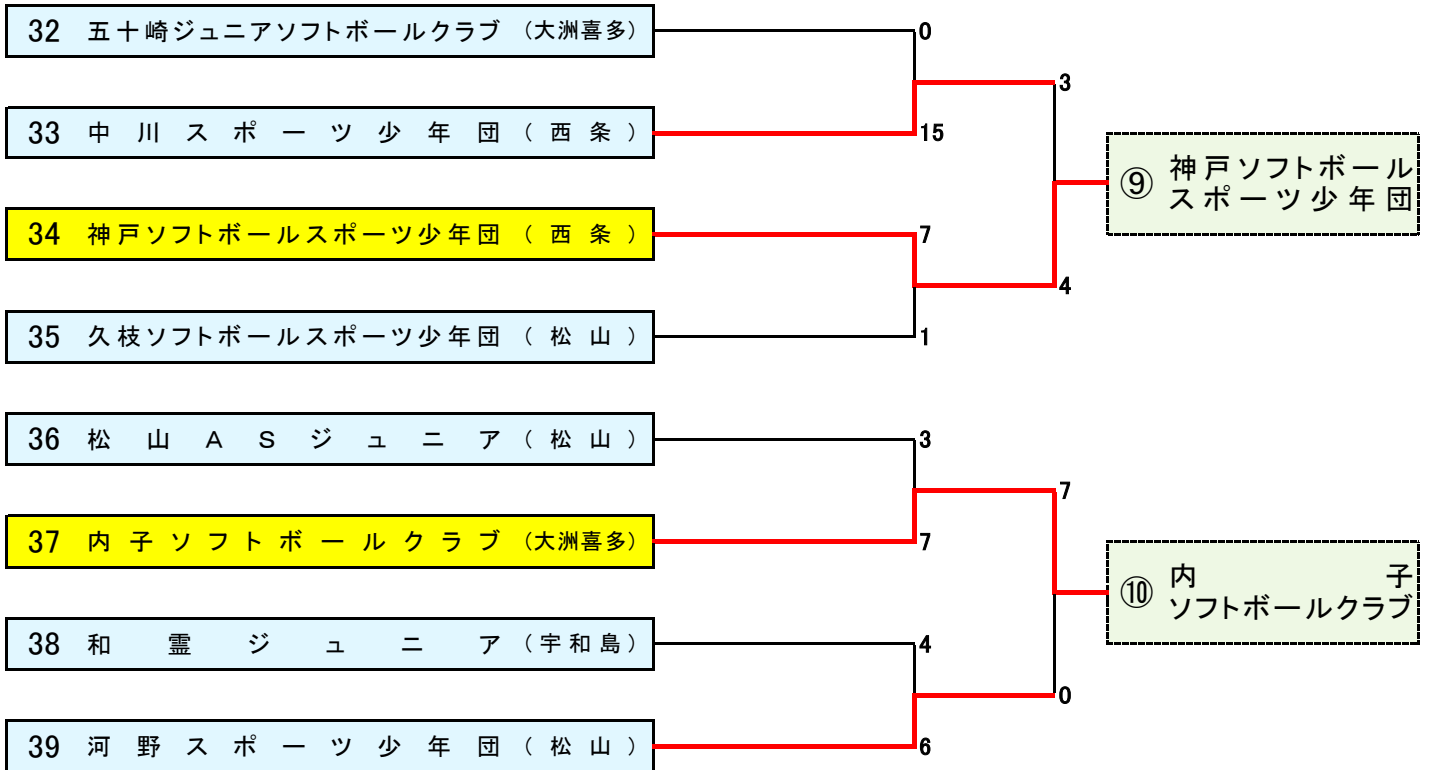 32 五十崎ジュニアソフトボールクラブ (大洲喜多)
0
3
33 中川スポーツ少年団 (西条)
15
⑨ 神戸ソフトボール
スポーツ少年団
34 神戸ソフトボールスポーツ少年団 (西条)
7
4
35 久枝ソフトボールスポーツ少年団 (松山)
1
36 松山ASジュニア (松山)
3
7
37 内子ソフトボールクラブ (大洲喜多)
7
⑩ 内子
ソフトボールクラブ
38 和霊ジュニア (宇和島)
4
0
39 河野スポーツ少年団 (松山)
6